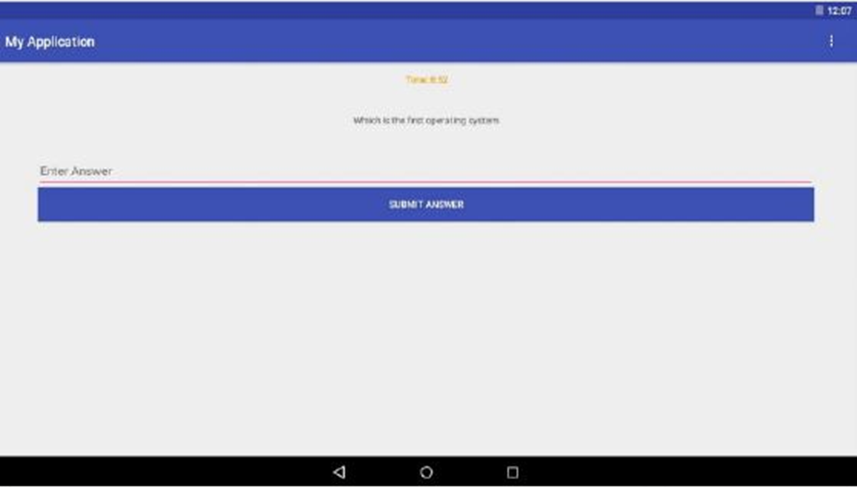 12:07
My Application
Time: 8:52
Which is the first operating system
Enter Answer
SUBMIT ANSWER